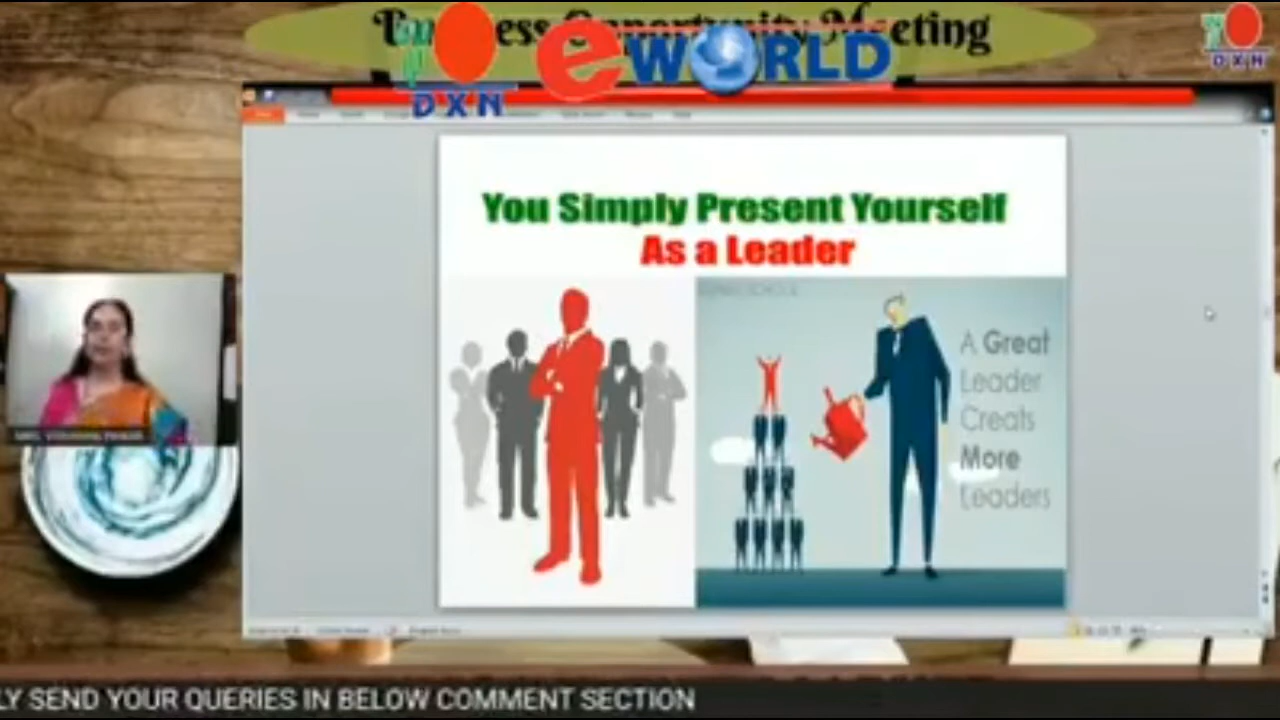 eWORLD
DXN
DXN
You Simply Present Yourself
As a Leader
A Great
Leader
Creats
More
Leaders
LY SEND YOUR QUERIES IN BELOW COMMENT SECTION